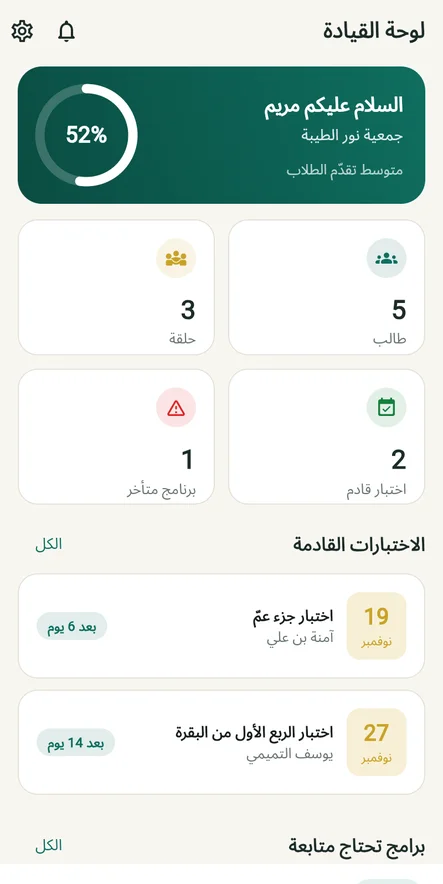 لوحة القيادة
السلام عليكم مريم
جمعية نور الطيبة
متوسط تقدّم الطلاب
52%
5
طالب
3
حلقة
2
اختبار قادم
1
برنامج متأخر
الاختبارات القادمة
الكل
19
نوفمبر
اختبار جزء عمّ
آمنة بن علي
بعد 6 يوم
27
نوفمبر
اختبار الربع الأول من البقرة
يوسف التميمي
بعد 14 يوم
برامج تحتاج متابعة
الكل